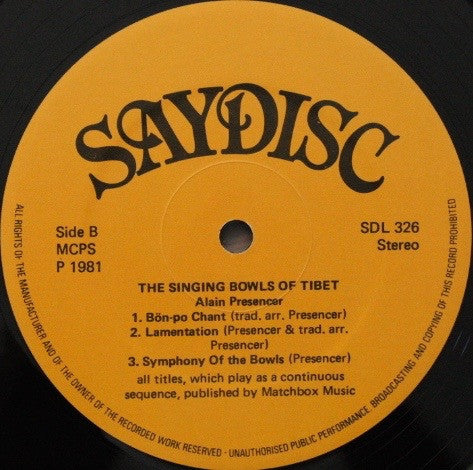 SAYDISC
Side B
MCPS
P 1981
SDL 326
Stereo
THE SINGING BOWLS OF TIBET
Alain Presencer
1. Bön-po Chant (trad. arr. Presencer)
2. Lamentation (Presencer & trad. arr.
Presencer)
3. Symphony Of the Bowls (Presencer)
all titles, which play as a continuous
sequence, published by Matchbox Music
ALL RIGHTS OF THE MANUFACTURER AND OF THE OWNER OF THE RECORDED WORK RESERVED · UNAUTHORISED PUBLIC PERFORMANCE, BROADCASTING AND COPYING OF THIS RECORD PROHIBITED